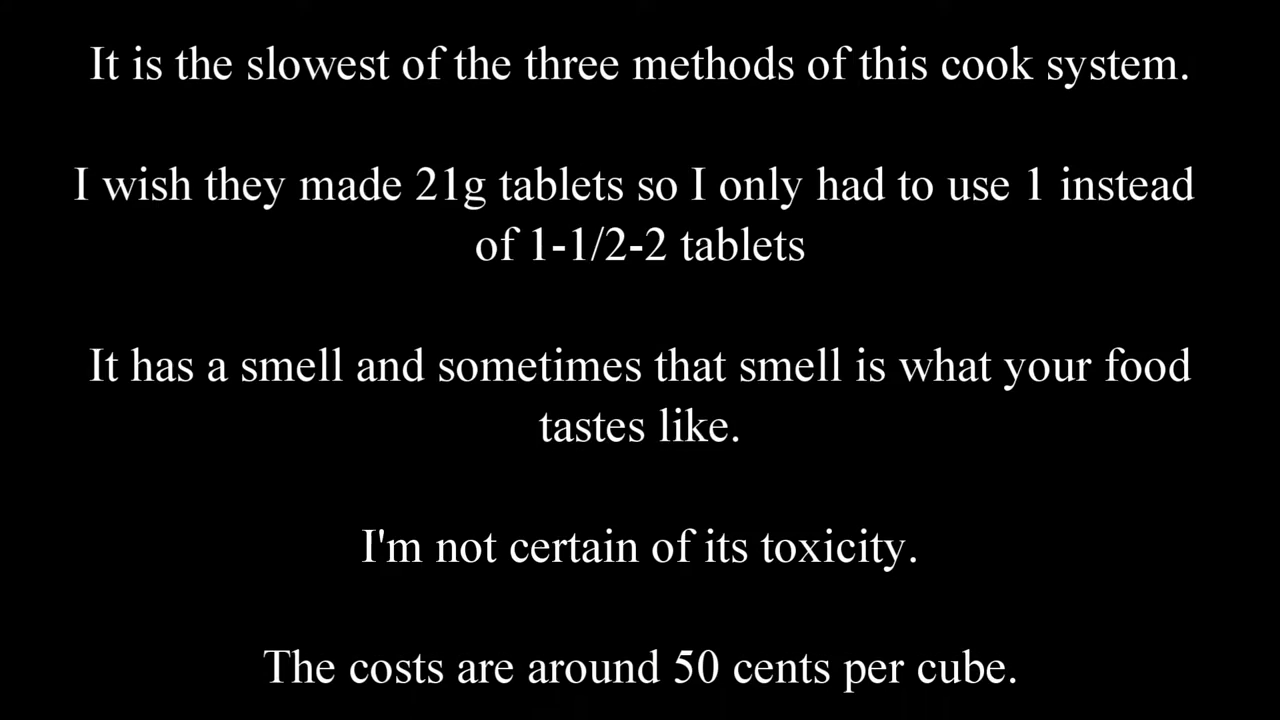 It is the slowest of the three methods of this cook system.
I wish they made 21g tablets so I only had to use 1 instead
of 1-1/2-2 tablets
It has a smell and sometimes that smell is what your food
tastes like.
I'm not certain of its toxicity.
The costs are around 50 cents per cube.